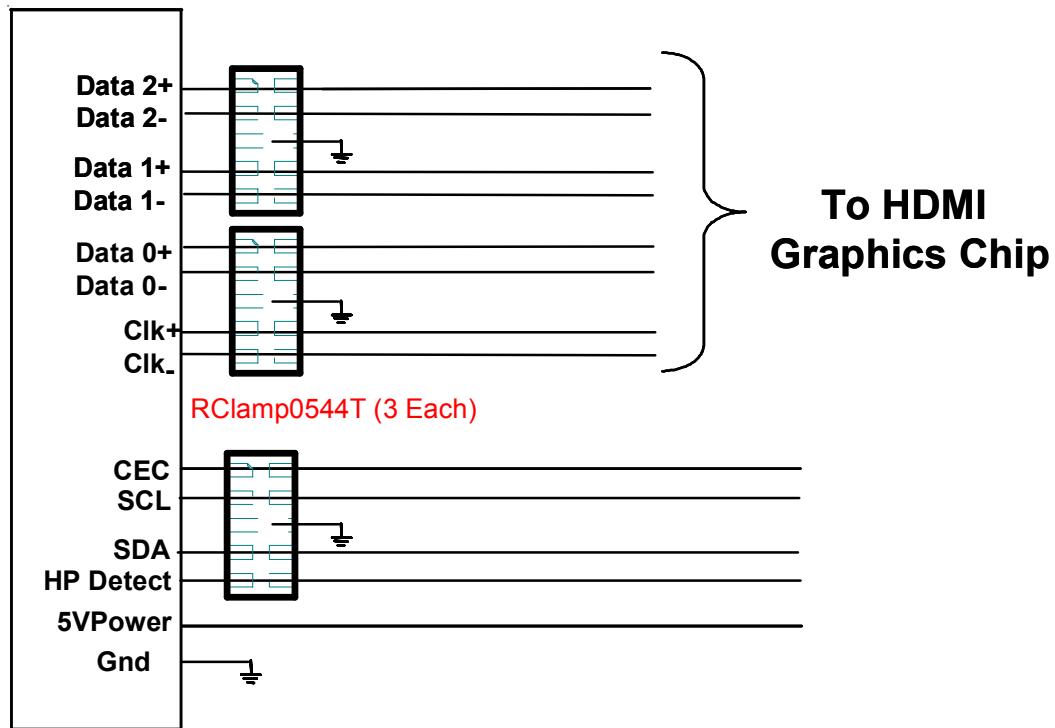 Data 2+
Data 2-
Data 1+
Data 1-
Data 0+
Data 0-
Clk+
Clk-
To HDMI
Graphics Chip
RClamp0544T (3 Each)
CEC
SCL
SDA
HP Detect
5VPower
Gnd